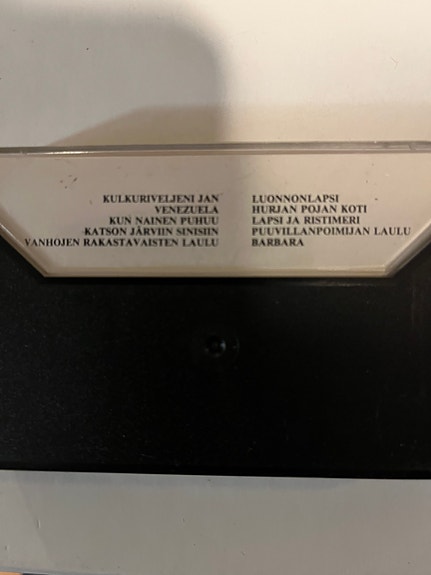 KULKURIVELJENI JAN
VENEZUELA
KUN NAINEN PUHUU
KATSON JÄRVIIN SINISIIN
VANHOJEN RAKASTAVAISTEN LAULU
LUONNONLAPSI
HURJAN POJAN KOTI
LAPSI JA RISTIMERI
PUUVILLANPOIMIJAN LAULU
BARBARA